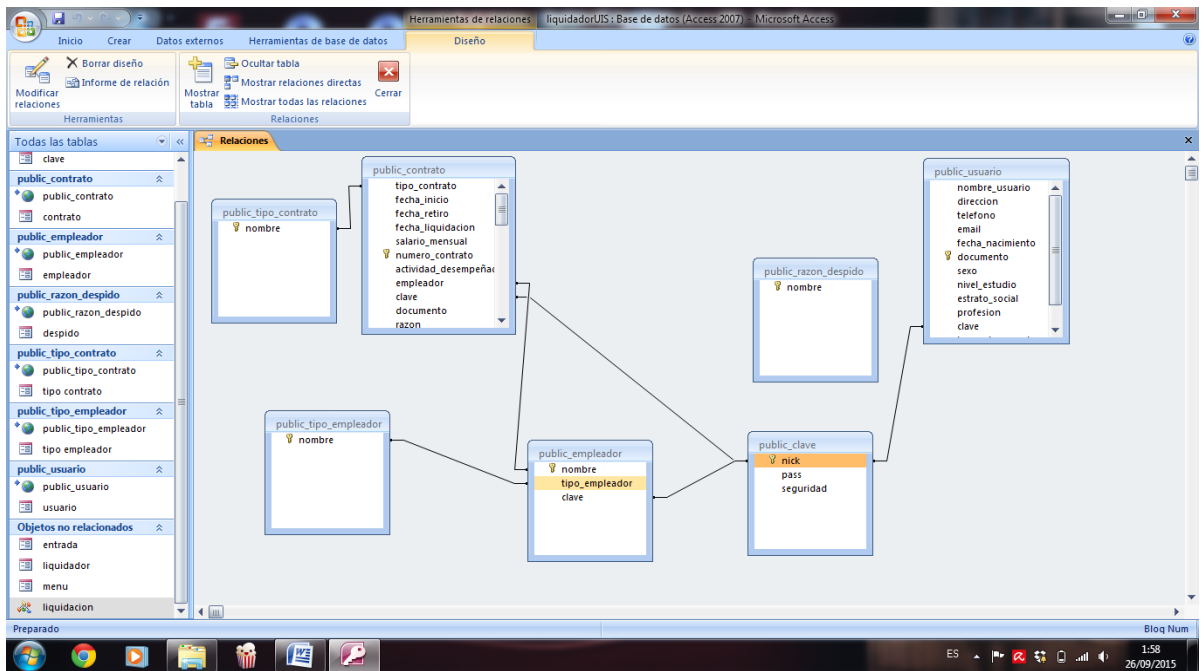 Herramientas de relaciones
liquidadorUIS : Base de datos (Access 2007) - Microsoft Access
Inicio
Crear
Datos externos
Herramientas de base de datos
Diseño
Modificar relaciones
Borrar diseño
Informe de relación
Herramientas
Mostrar tabla
Ocultar tabla
Mostrar relaciones directas
Mostrar todas las relaciones
Cerrar
Relaciones
Todas las tablas
clave
public_contrato
public_contrato
contrato
public_empleador
public_empleador
empleador
public_razon_despido
public_razon_despido
despido
public_tipo_contrato
public_tipo_contrato
tipo contrato
public_tipo_empleador
public_tipo_empleador
tipo empleador
public_usuario
public_usuario
usuario
Objetos no relacionados
entrada
liquidador
menu
liquidacion
Relaciones
public_tipo_contrato
nombre
public_contrato
tipo_contrato
fecha_inicio
fecha_retiro
fecha_liquidacion
salario_mensual
numero_contrato
actividad_desempeñad
empleador
clave
documento
razon
public_razon_despido
nombre
public_usuario
nombre_usuario
direccion
telefono
email
fecha_nacimiento
documento
sexo
nivel_estudio
estrato_social
profesion
clave
public_tipo_empleador
nombre
public_empleador
nombre
tipo_empleador
clave
public_clave
nick
pass
seguridad
Preparado
Bloq Num
ES
1:58
26/09/2015